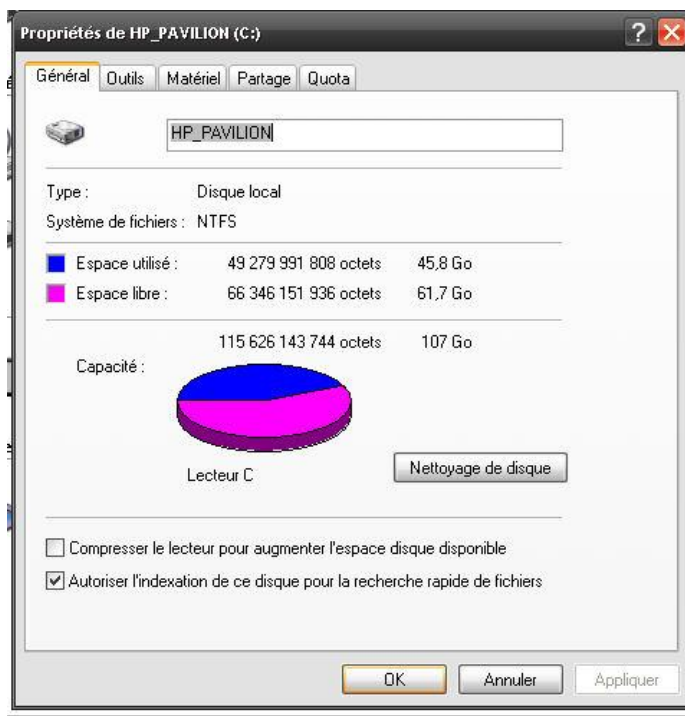 Propriétés de HP_PAVILION (C:)
Général Outils Matériel Partage Quota
HP_PAVILION
Type : Disque local
Système de fichiers : NTFS
Espace utilisé : 49 279 991 808 octets 45,8 Go
Espace libre : 66 346 151 936 octets 61,7 Go
115 626 143 744 octets 107 Go
Capacité :
Lecteur C
Nettoyage de disque
Compresser le lecteur pour augmenter l'espace disque disponible
Autoriser l'indexation de ce disque pour la recherche rapide de fichiers
OK Annuler Appliquer